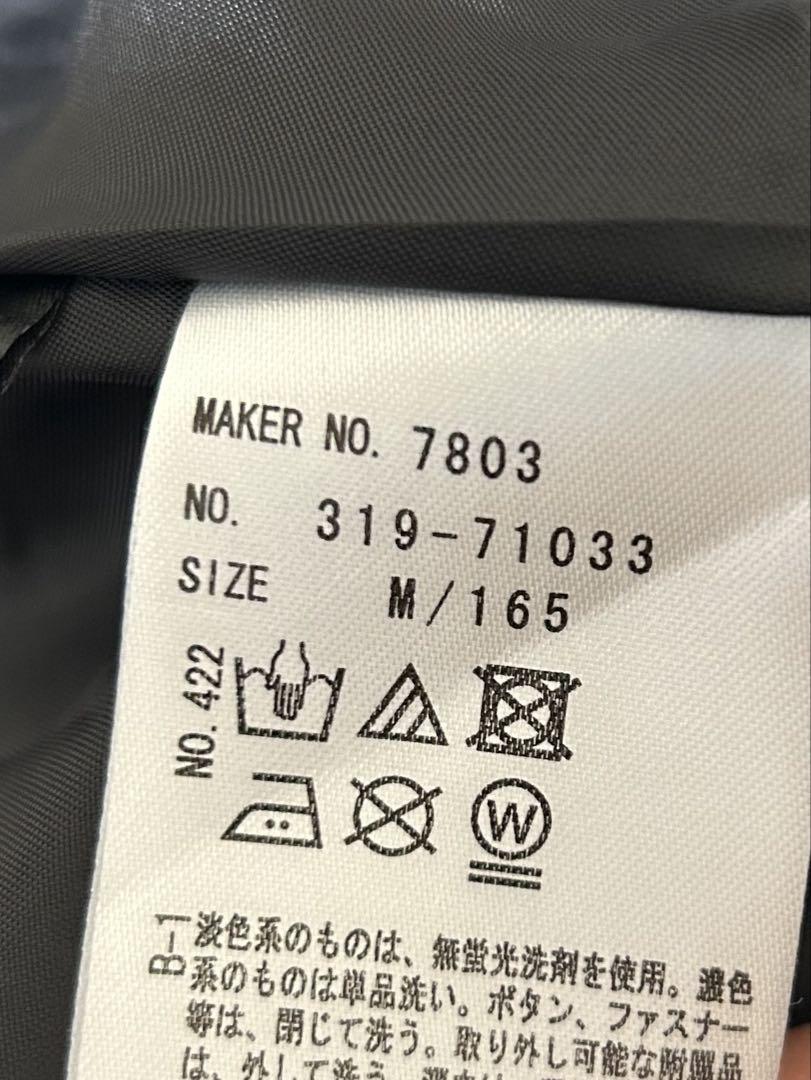 MAKER NO. 7803
NO. 319-71033
SIZE M/165
NO.422
W
B-1
淡色系のものは、無蛍光洗剤を使用。濃色
系のものは単品洗い。ボタン、ファスナー
等は、閉じて洗う。取り外し可能な附属品
は、外して洗う。